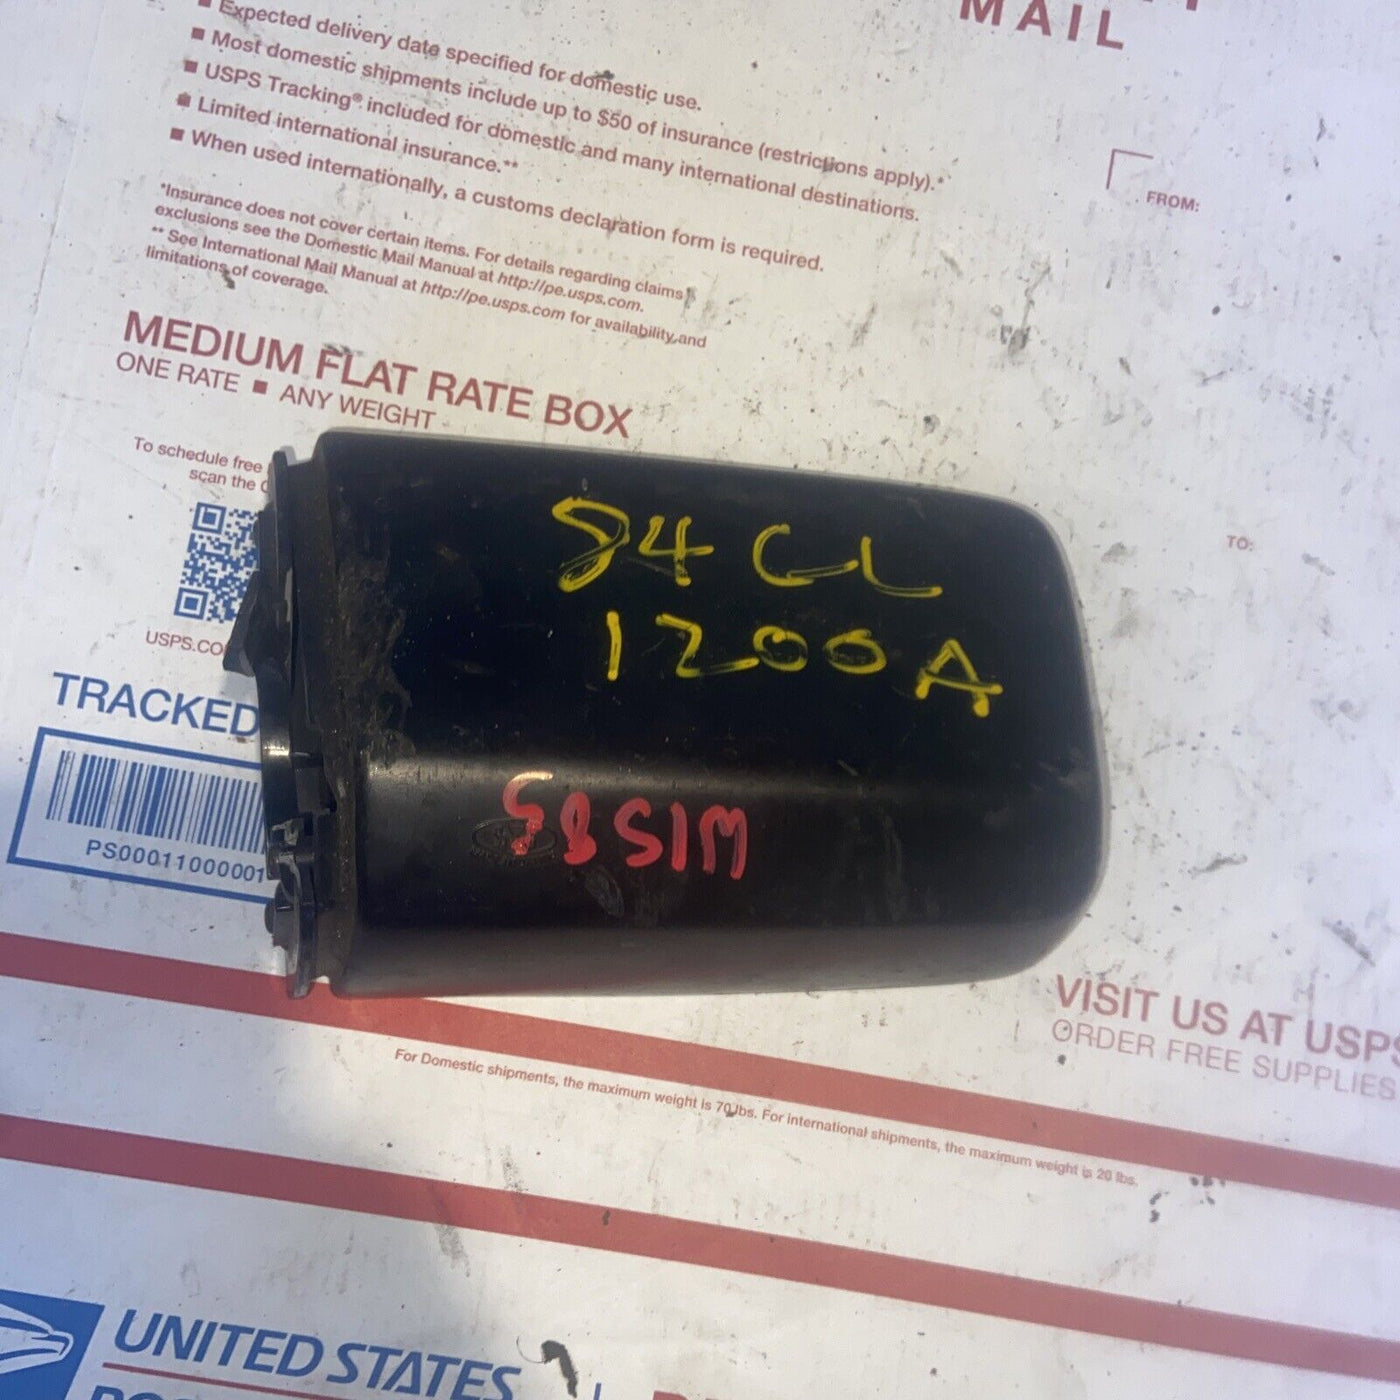 MAIL
Expected delivery date specified for domestic use.
Most domestic shipments include up to $50 of insurance (restrictions apply).*
USPS Tracking® included for domestic and many international destinations.
Limited international insurance.**
When used internationally, a customs declaration form is required.
*Insurance does not cover certain items. For details regarding claims
exclusions see the Domestic Mail Manual at http://pe.usps.com.
** See International Mail Manual at http://pe.usps.com for availability and
limitations of coverage.
FROM:
MEDIUM FLAT RATE BOX
ONE RATE ■ ANY WEIGHT
To schedule free
scan the
USPS.CO
TO:
84 GL
1200A
W1S85
TRACKED
PS00011000001
VISIT US AT USPS
ORDER FREE SUPPLIES
For Domestic shipments, the maximum weight is 70 lbs. For international shipments, the maximum weight is 20 lbs.
UNITED STATES